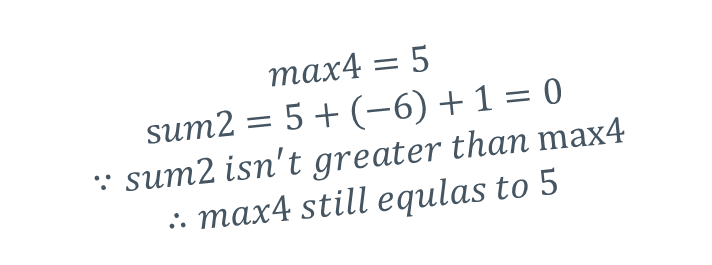 max4 = 5
sum2 = 5 + (−6) + 1 = 0
∵ sum2 isn't greater than max4
∴ max4 still equlas to 5